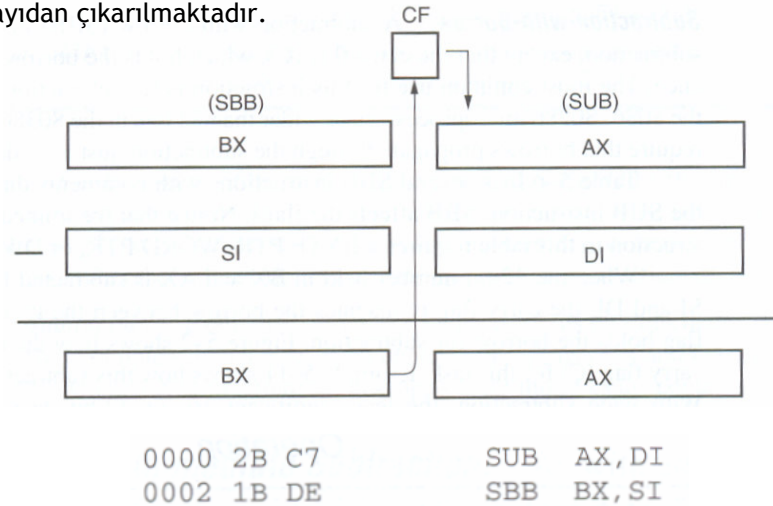 ayıdan çıkarılmaktadır.
CF
(SBB) (SUB)
BX AX
— SI DI
BX AX
0000 2B C7 SUB AX,DI
0002 1B DE SBB BX,SI